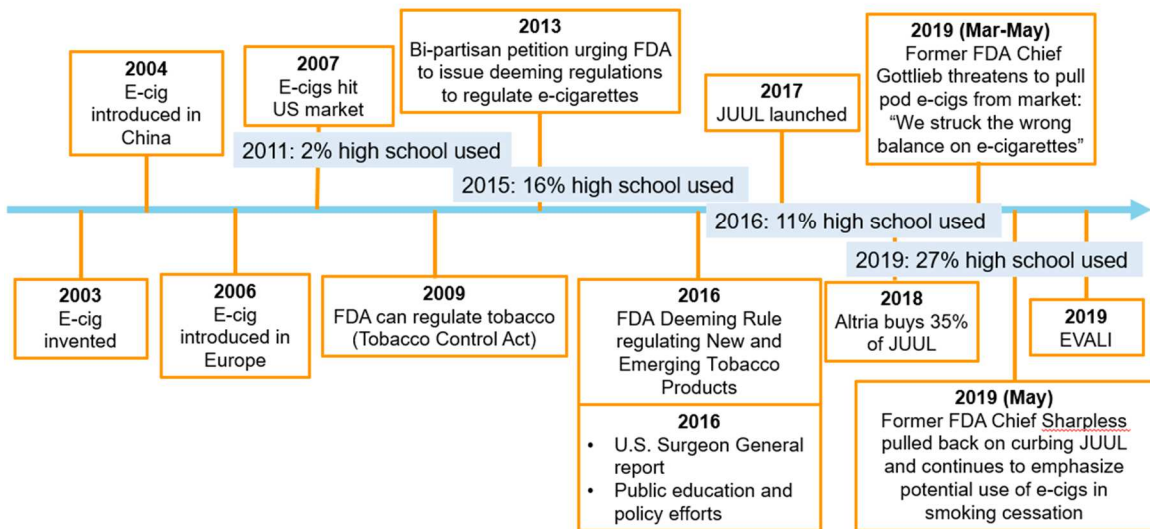 2004
E-cig
introduced in
China
2007
E-cigs hit
US market
2013
Bi-partisan petition urging FDA
to issue deeming regulations
to regulate e-cigarettes
2017
JUUL launched
2019 (Mar-May)
Former FDA Chief
Gottlieb threatens to pull
pod e-cigs from market:
“We struck the wrong
balance on e-cigarettes”
2011: 2% high school used
2015: 16% high school used
2016: 11% high school used
2019: 27% high school used
2003
E-cig
invented
2006
E-cig
introduced in
Europe
2009
FDA can regulate tobacco
(Tobacco Control Act)
2016
FDA Deeming Rule
regulating New and
Emerging Tobacco
Products
2016
• U.S. Surgeon General
report
• Public education and
policy efforts
2018
Altria buys 35%
of JUUL
2019
EVALI
2019 (May)
Former FDA Chief Sharpless
pulled back on curbing JUUL
and continues to emphasize
potential use of e-cigs in
smoking cessation